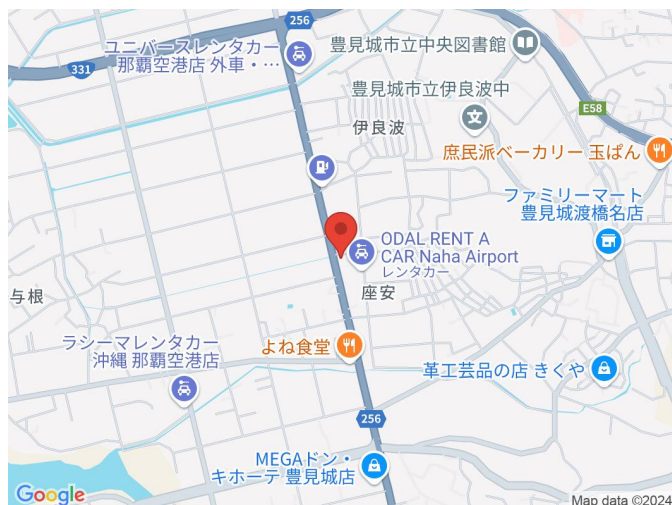 256
ユニバースレンタカー
那覇空港店 外車・…
豊見城市立中央図書館
331
豊見城市立伊良波中
E58
伊良波
庶民派ベーカリー 玉ぱん
ファミリーマート
豊見城渡橋名店
ODAL RENT A
CAR Naha Airport
レンタカー
与根
座安
ラシーマレンタカー
沖縄 那覇空港店
よね食堂
革工芸品の店 きくや
256
MEGAドン・
キホーテ 豊見城店
Google
Map data ©2024